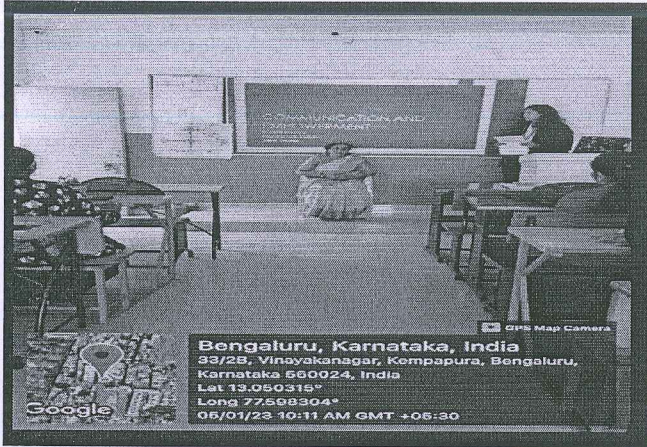 COMMUNICATION AND
EMPOWERMENT
GPS Map Camera
Bengaluru, Karnataka, India
33/2B, Vinayakanagar, Kempapura, Bengaluru,
Karnataka 560024, India
Lat 13.050315°
Long 77.598304°
05/01/23 10:11 AM GMT +05:30
Google